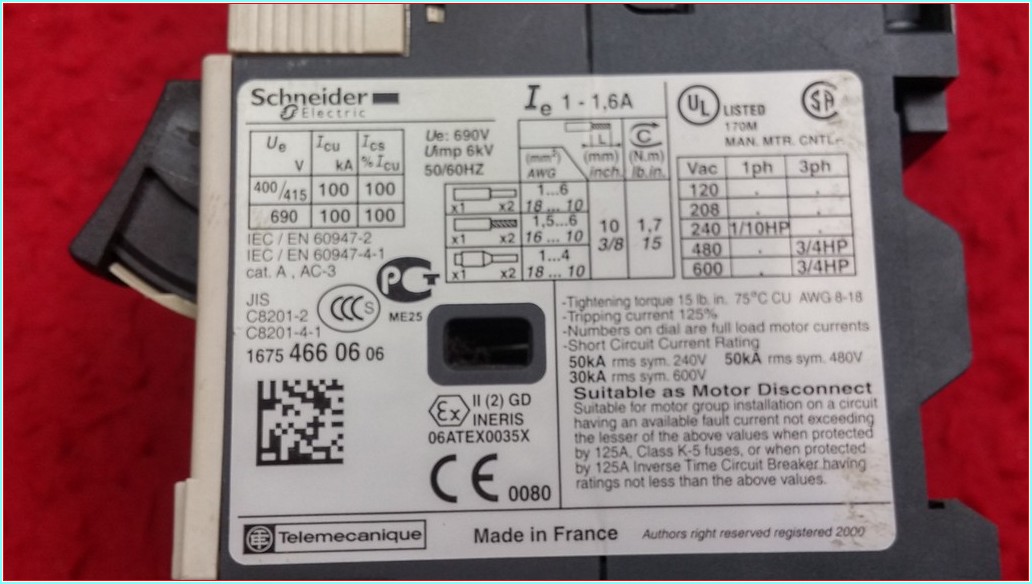 Schneider
Electric
Ue V Icu kA Ics % Icu
400/415 100 100
690 100 100
Ue: 690V
Uimp 6kV
50/60HZ
IEC / EN 60947-2
IEC / EN 60947-4-1
cat. A , AC-3
JIS
C8201-2
C8201-4-1
CCC S
PCT
ME25
1675 466 06 06
Ex II (2) GD
INERIS
06ATEX0035X
CE 0080
Ie 1 - 1,6A
L C
(mm²) (mm) (N.m)
AWG inch. lb.in.
x1 x2 1...6
18 ... 10
x1 x2 1,5...6
16 ... 10
x1 x2 1...4
18 ... 10
10
3/8
1,7
15
UL LISTED
170M
MAN. MTR. CNTLR
SA
Vac 1ph 3ph
120 . .
208 . .
240 1/10HP .
480 . 3/4HP
600 . 3/4HP
-Tightening torque 15 lb. in. 75°C CU AWG 8-18
-Tripping current 125%
-Numbers on dial are full load motor currents
-Short Circuit Current Rating
50kA rms sym. 240V 50kA rms sym. 480V
30kA rms sym. 600V
Suitable as Motor Disconnect
Suitable for motor group installation on a circuit
having an available fault current not exceeding
the lesser of the above values when protected
by 125A, Class K-5 fuses, or when protected
by 125A Inverse Time Circuit Breaker having
ratings not less than the above values.
Telemecanique
Made in France
Authors right reserved registered 2000